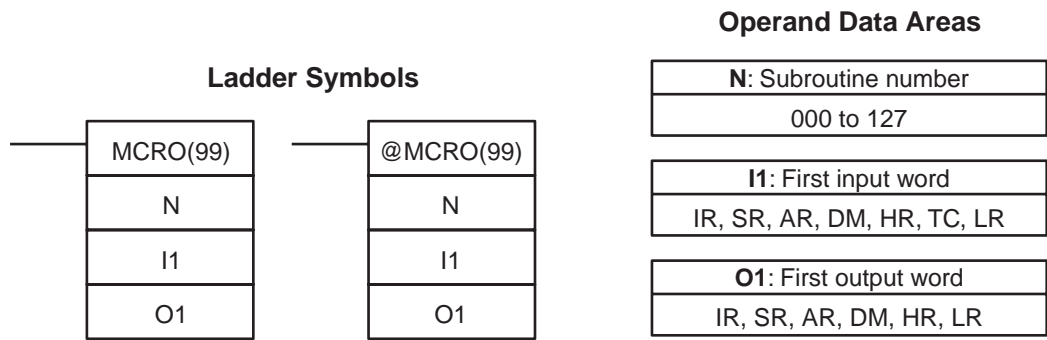 Ladder Symbols
MCRO(99)
N
I1
O1
@MCRO(99)
N
I1
O1
Operand Data Areas
N: Subroutine number
000 to 127
I1: First input word
IR, SR, AR, DM, HR, TC, LR
O1: First output word
IR, SR, AR, DM, HR, LR